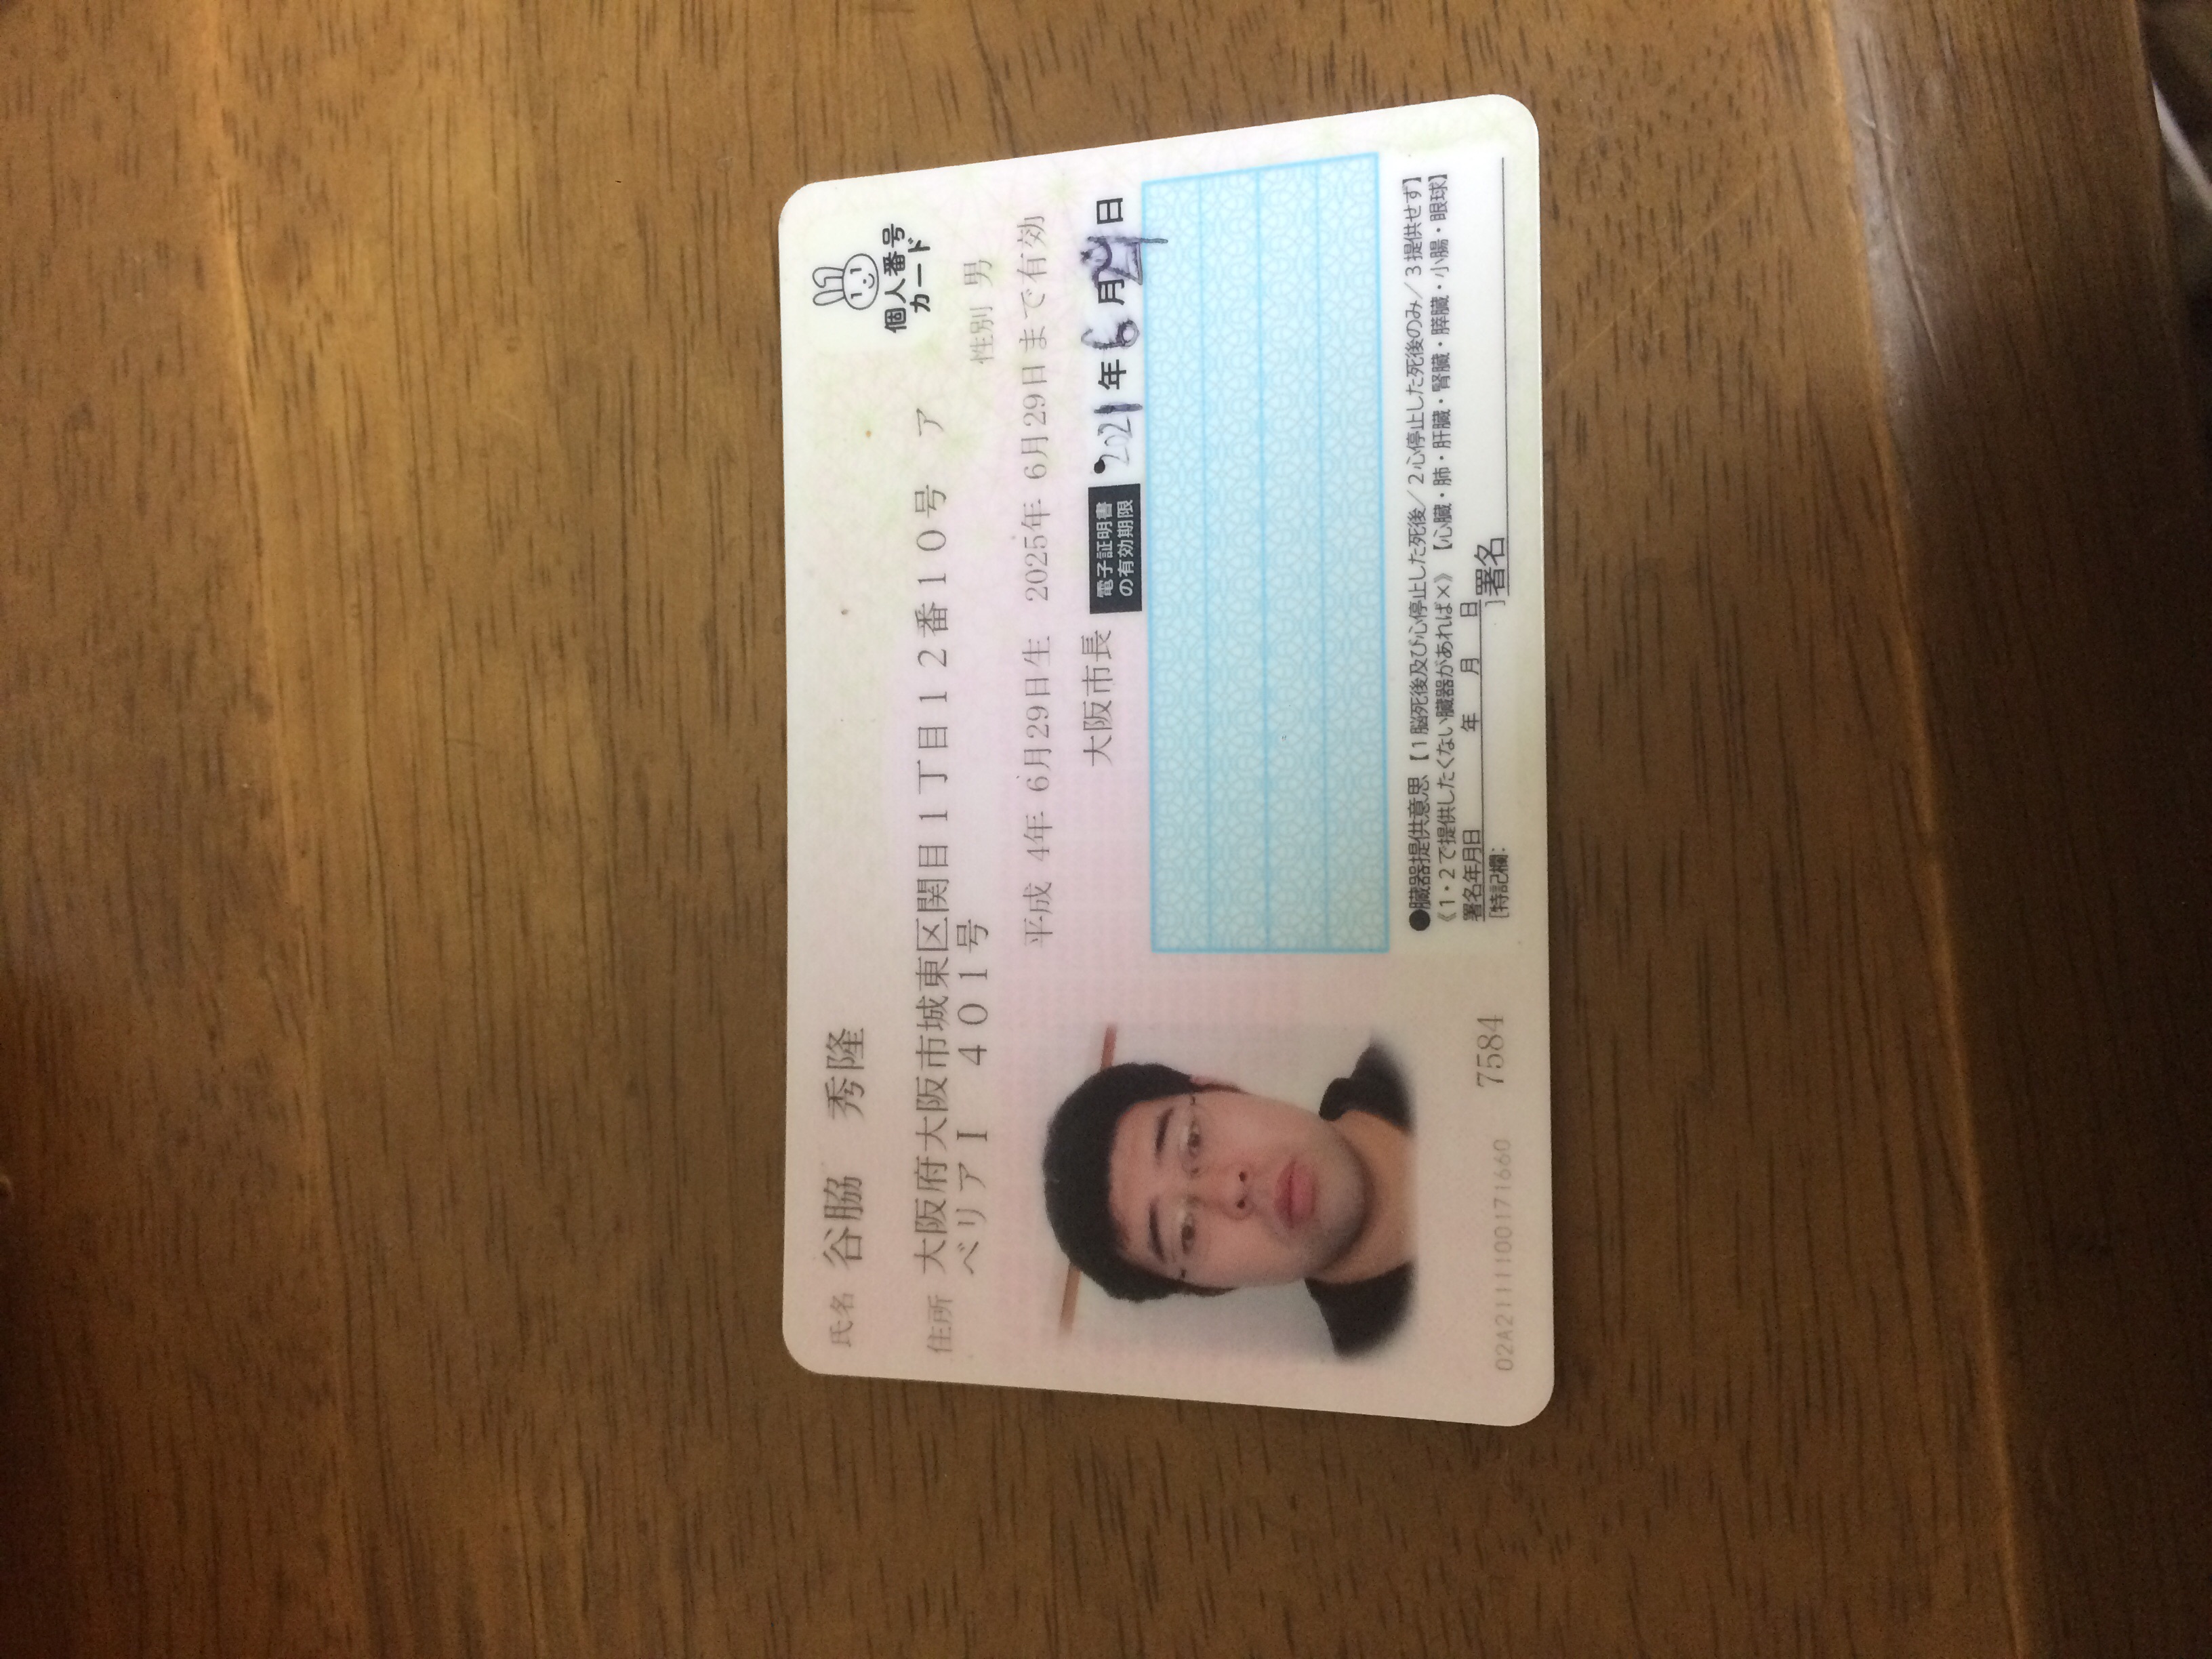 氏名 谷脇 秀隆
個人番号
カード
住所 大阪府大阪市城東区関目1丁目12番10号 ア
ベリアⅠ 401号
性別 男
平成 4年 6月29日生 2025年 6月29日まで有効
大阪市長 電子証明書の有効期限 2021年6月29日
●臓器提供意思【1脳死後及び心停止した死後/2心停止した死後のみ/3提供せず】
《1・2で提供したくない臓器があれば×》【心臓・肺・肝臓・腎臓・膵臓・小腸・眼球】
署名年月日 年 月 日
[特記欄: ]署名
02A2111100171660 7584